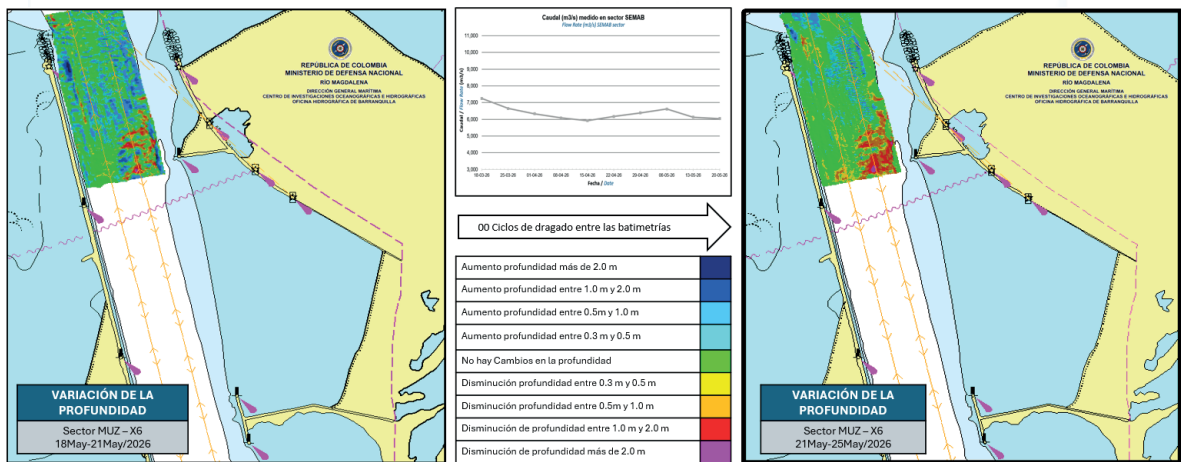 REPÚBLICA DE COLOMBIA
MINISTERIO DE DEFENSA NACIONAL
RÍO MAGDALENA
DIRECCIÓN GENERAL MARÍTIMA
CENTRO DE INVESTIGACIONES OCEANOGRÁFICAS E HIDROGRÁFICAS
OFICINA HIDROGRÁFICA DE BARRANQUILLA
VARIACIÓN DE LA
PROFUNDIDAD
Sector MUZ – X6
18May-21May/2026
Caudal (m3/s) medido en sector SEMAB
Flow Rate (m3/s) SEMAB sector
Caudal / Flow Rate (m3/s)
11,000
10,000
9,000
8,000
7,000
6,000
5,000
4,000
3,000
Fecha / Date
00 Ciclos de dragado entre las batimetrías
Aumento profundidad más de 2.0 m
Aumento profundidad entre 1.0 m y 2.0 m
Aumento profundidad entre 0.5m y 1.0 m
Aumento profundidad entre 0.3 m y 0.5 m
No hay Cambios en la profundidad
Disminución profundidad entre 0.3 m y 0.5 m
Disminución profundidad entre 0.5m y 1.0 m
Disminución de profundidad entre 1.0 m y 2.0 m
Disminución de profundidad más de 2.0 m
REPÚBLICA DE COLOMBIA
MINISTERIO DE DEFENSA NACIONAL
RÍO MAGDALENA
DIRECCIÓN GENERAL MARÍTIMA
CENTRO DE INVESTIGACIONES OCEANOGRÁFICAS E HIDROGRÁFICAS
OFICINA HIDROGRÁFICA DE BARRANQUILLA
VARIACIÓN DE LA
PROFUNDIDAD
Sector MUZ – X6
21May-25May/2026